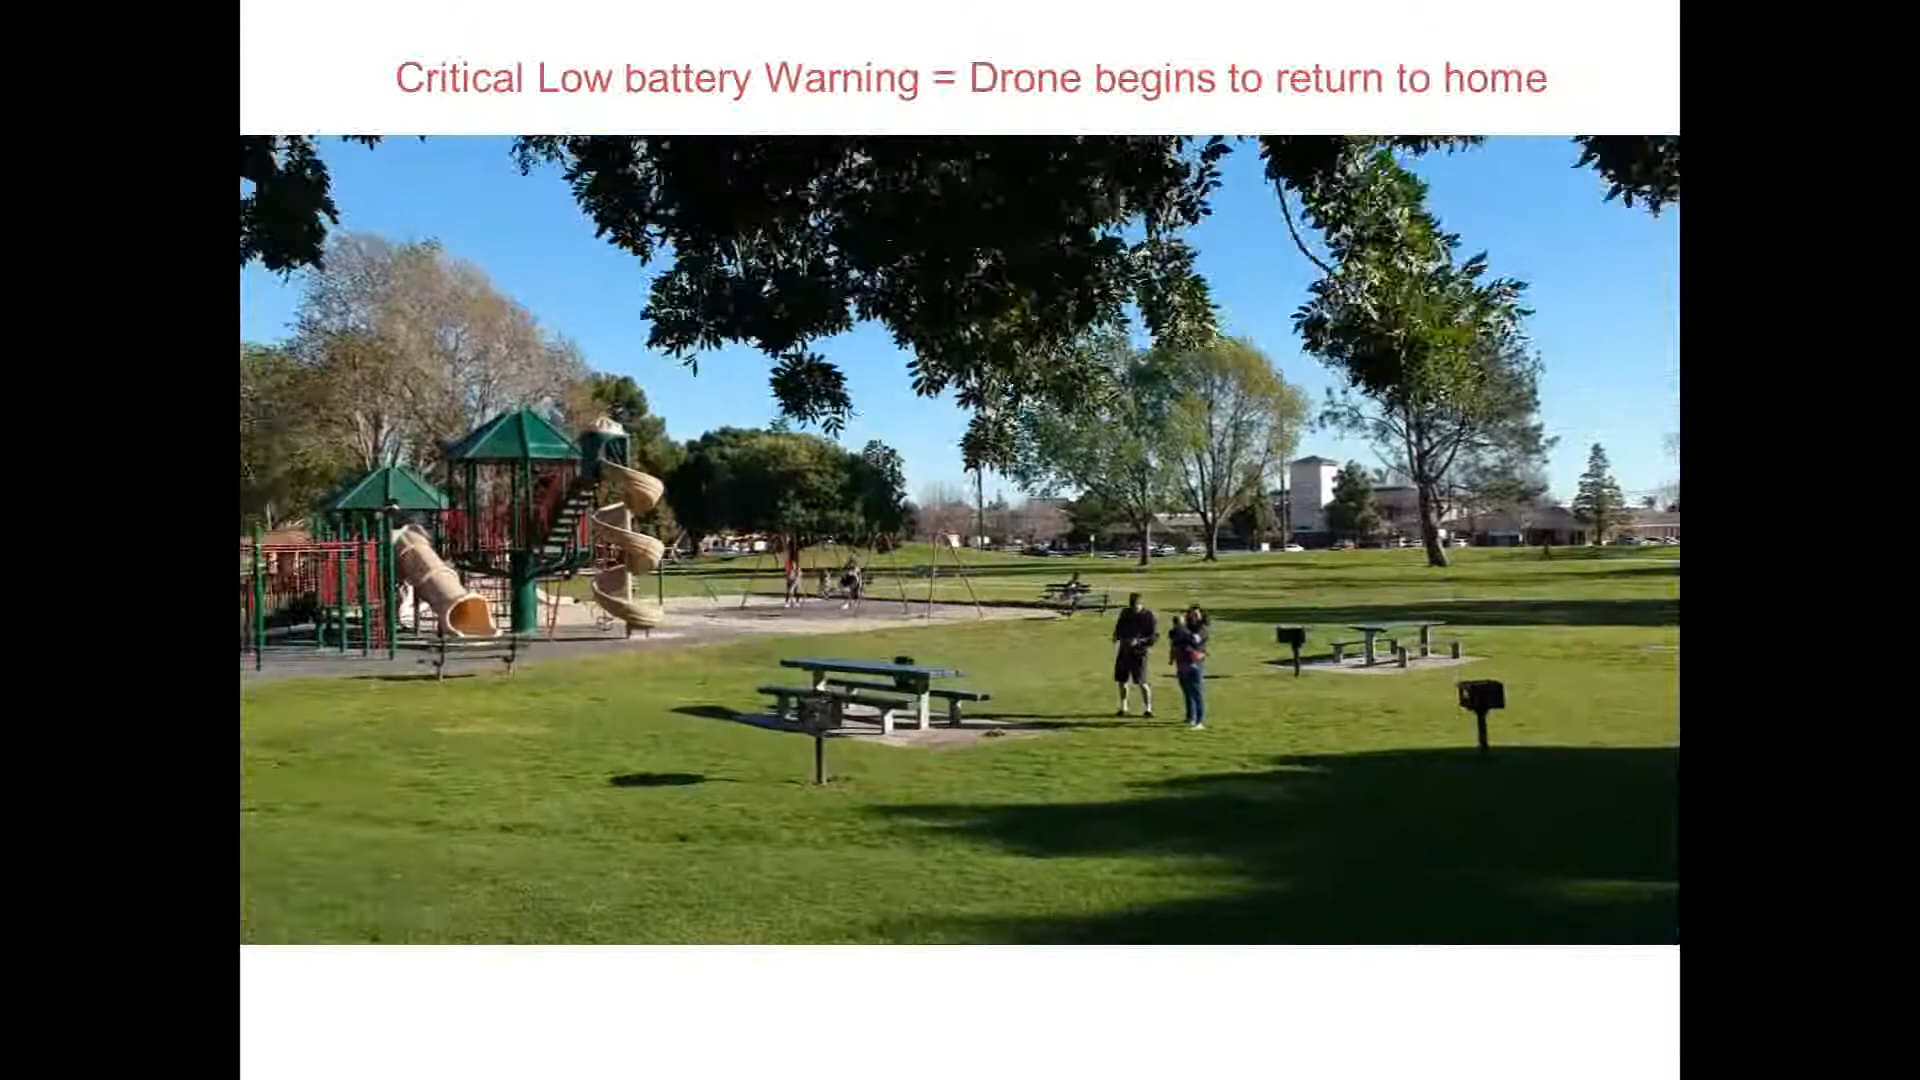 Critical Low battery Warning = Drone begins to return to home